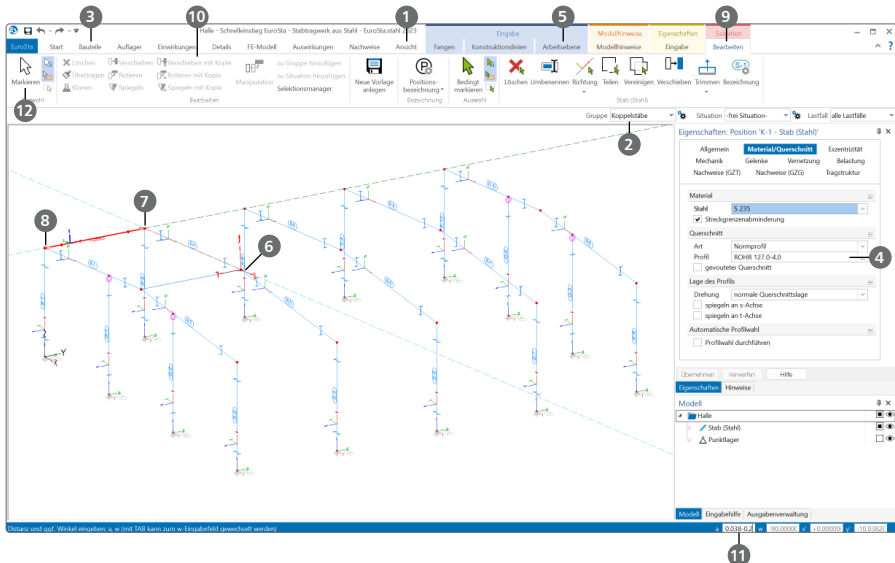 10 1 5 9
3
Halle - Schnelleinstieg EuroSta - Stabtragwerk aus Stahl - EuroSta.stahl 2023
Eingabe Modellhinweise Eigenschaften Selektion
EuroSta Start Bauteile Auflager Einwirkungen Details FE-Modell Auswirkungen Nachweise Ansicht Fangen Konstruktionslinien Arbeitsebene Modellhinweise Eingabe Bearbeiten
Löschen Verschieben Verschieben mit Kopie zu Gruppe hinzufügen
Übertragen Rotieren Rotieren mit Kopie zu Situation hinzufügen
Klonen Spiegeln Spiegeln mit Kopie Selektionsmanager
Markieren Manipulation Neue Vorlage anlegen Positions-bezeichnung Bedingt markieren Löschen Umbenennen Richtung Teilen Vereinigen Verschieben Trimmen Bezeichnung
Bearbeiten Bezeichnung Auswahl Stab (Stahl)
12
Gruppe Koppelstäbe Situation -frei Situation- Lastfall alle Lastfälle
2
Eigenschaften: Position 'K-1 - Stab (Stahl)'
Allgemein Material/Querschnitt Exzentrizität
Mechanik Gelenke Vernetzung Belastung
Nachweise (GZT) Nachweise (GZG) Tragstruktur
Material
Stahl S 235
Streckgrenzenabminderung
Querschnitt
Art Normprofil
Profil ROHR 127.0-4.0
4
gevouteter Querschnitt
Lage des Profils
Drehung normale Querschnittslage
spiegeln an s-Achse
spiegeln an t-Achse
Automatische Profilwahl
Profilwahl durchführen
7
8
6
Y
X
Übernehmen Verwerfen Hilfe
Eigenschaften Hinweise
Modell
Halle
Stab (Stahl)
Punktlager
Modell Eingabehilfe Ausgabenverwaltung
Distanz und ggf. Winkel eingeben: a, w (mit TAB kann zum w-Eingabefeld gewechselt werden)
a 0.038-0.2 w -90.0000 x' +0.00000 y' -10.0382
11